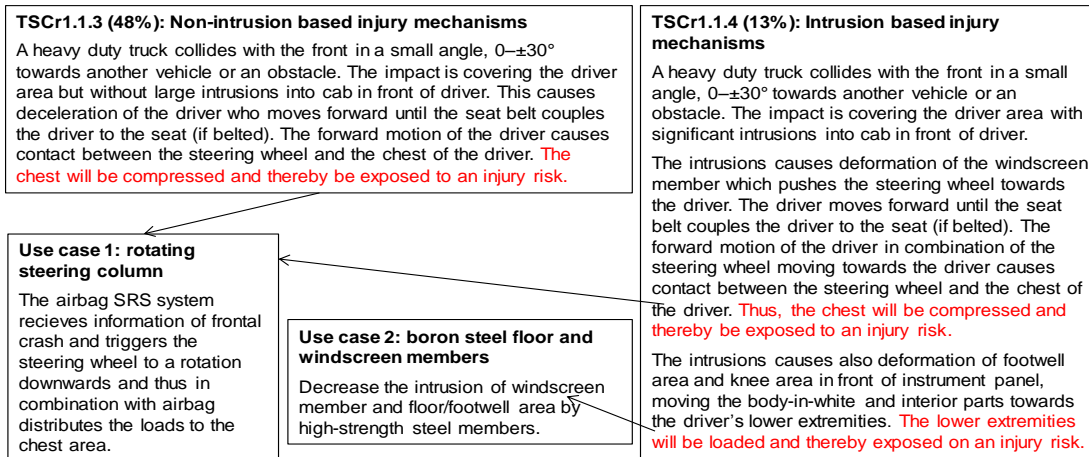 TSCr1.1.3 (48%): Non-intrusion based injury mechanisms
A heavy duty truck collides with the front in a small angle, 0–±30°
towards another vehicle or an obstacle. The impact is covering the driver
area but without large intrusions into cab in front of driver. This causes
deceleration of the driver who moves forward until the seat belt couples
the driver to the seat (if belted). The forward motion of the driver causes
contact between the steering wheel and the chest of the driver. The
chest will be compressed and thereby be exposed to an injury risk.
Use case 1: rotating
steering column
The airbag SRS system
recieves information of frontal
crash and triggers the
steering wheel to a rotation
downwards and thus in
combination with airbag
distributes the loads to the
chest area.
Use case 2: boron steel floor and
windscreen members
Decrease the intrusion of windscreen
member and floor/footwell area by
high-strength steel members.
TSCr1.1.4 (13%): Intrusion based injury
mechanisms
A heavy duty truck collides with the front in a small
angle, 0–±30° towards another vehicle or an
obstacle. The impact is covering the driver area with
significant intrusions into cab in front of driver.
The intrusions causes deformation of the windscreen
member which pushes the steering wheel towards
the driver. The driver moves forward until the seat
belt couples the driver to the seat (if belted). The
forward motion of the driver in combination of the
steering wheel moving towards the driver causes
contact between the steering wheel and the chest of
the driver. Thus, the chest will be compressed and
thereby be exposed to an injury risk.
The intrusions causes also deformation of footwell
area and knee area in front of instrument panel,
moving the body-in-white and interior parts towards
the driver's lower extremities. The lower extremities
will be loaded and thereby exposed on an injury risk.